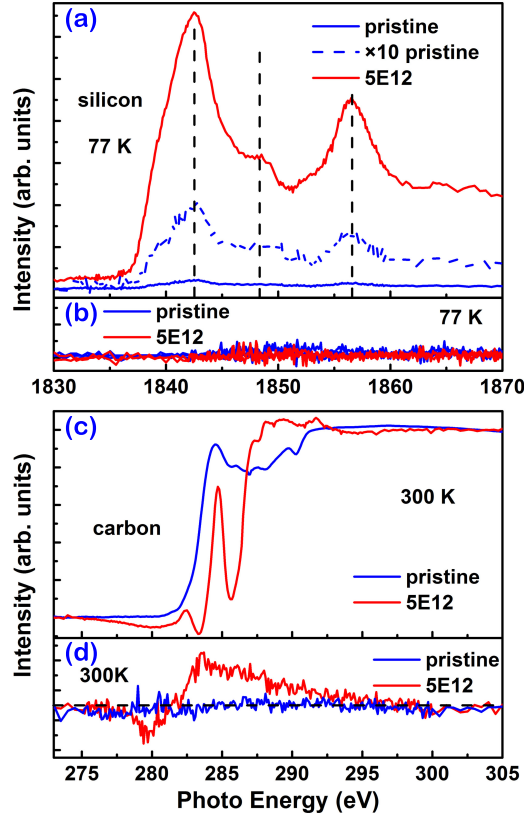 (a)
pristine
×10 pristine
5E12
silicon
77 K
Intensity (arb. units)
(b)
pristine
5E12
77 K
1830 1840 1850 1860 1870
(c)
300 K
carbon
pristine
5E12
Intensity (arb. units)
(d)
300K
pristine
5E12
275 280 285 290 295 300 305
Photo Energy (eV)